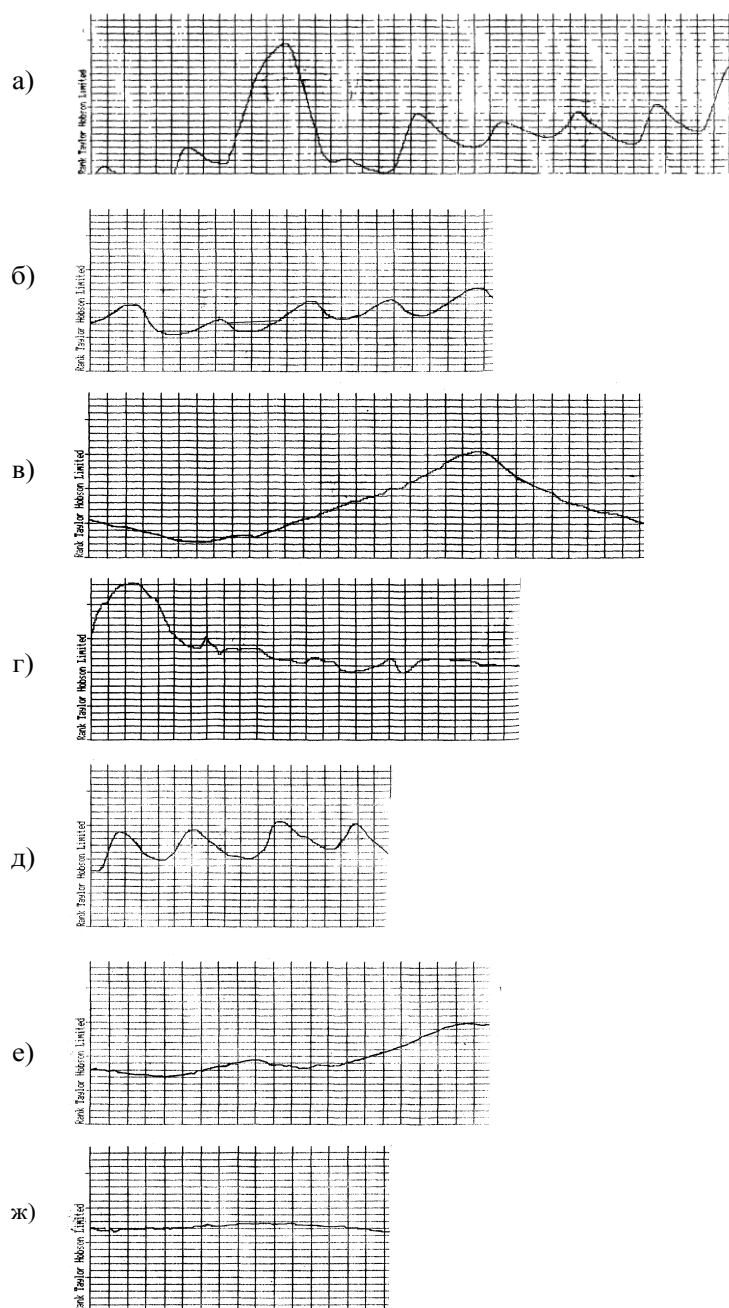 а)
Rank Taylor Hobson Limited
б)
Rank Taylor Hobson Limited
в)
Rank Taylor Hobson Limited
г)
Rank Taylor Hobson Limited
д)
Rank Taylor Hobson Limited
е)
Rank Taylor Hobson Limited
ж)
Rank Taylor Hobson Limited